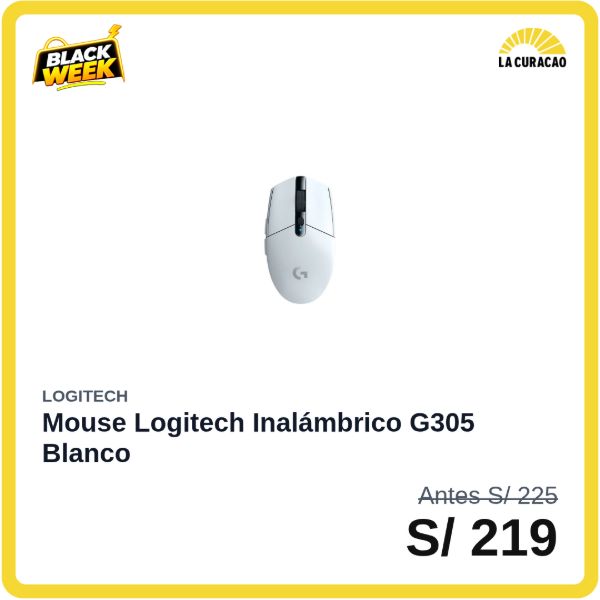 BLACK
WEEK
LA CURACAO
LOGITECH
Mouse Logitech Inalámbrico G305
Blanco
Antes S/ 225
S/ 219